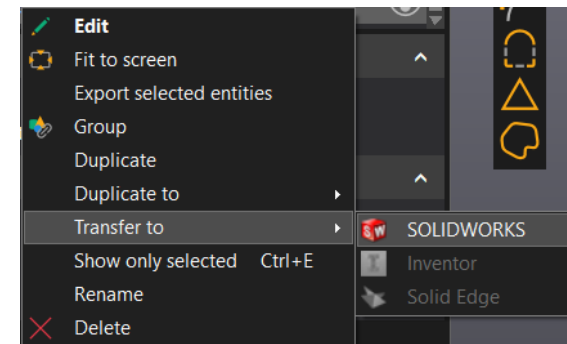 Edit
Fit to screen
Export selected entities
Group
Duplicate
Duplicate to
Transfer to
SOLIDWORKS
Show only selected Ctrl+E
Inventor
Rename
Solid Edge
Delete